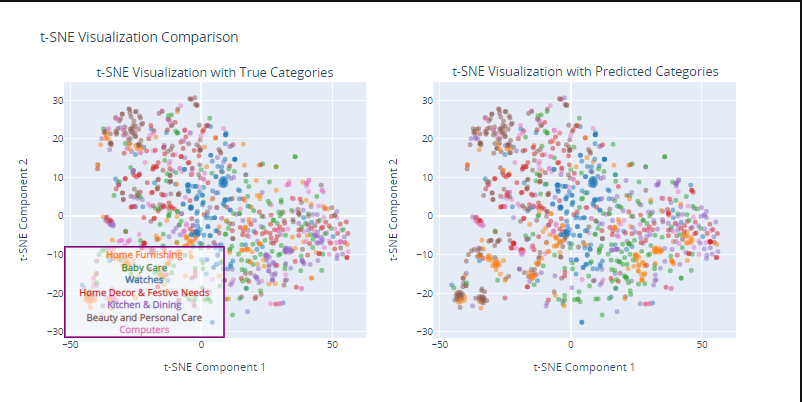 t-SNE Visualization Comparison
t-SNE Visualization with True Categories
t-SNE Visualization with Predicted Categories
t-SNE Component 2
30
20
10
0
−10
−20
−30
Home Furnishing
Baby Care
Watches
Home Decor & Festive Needs
Kitchen & Dining
Beauty and Personal Care
Computers
−50
0
50
t-SNE Component 1
t-SNE Component 2
30
20
10
0
−10
−20
−30
−50
0
50
t-SNE Component 1